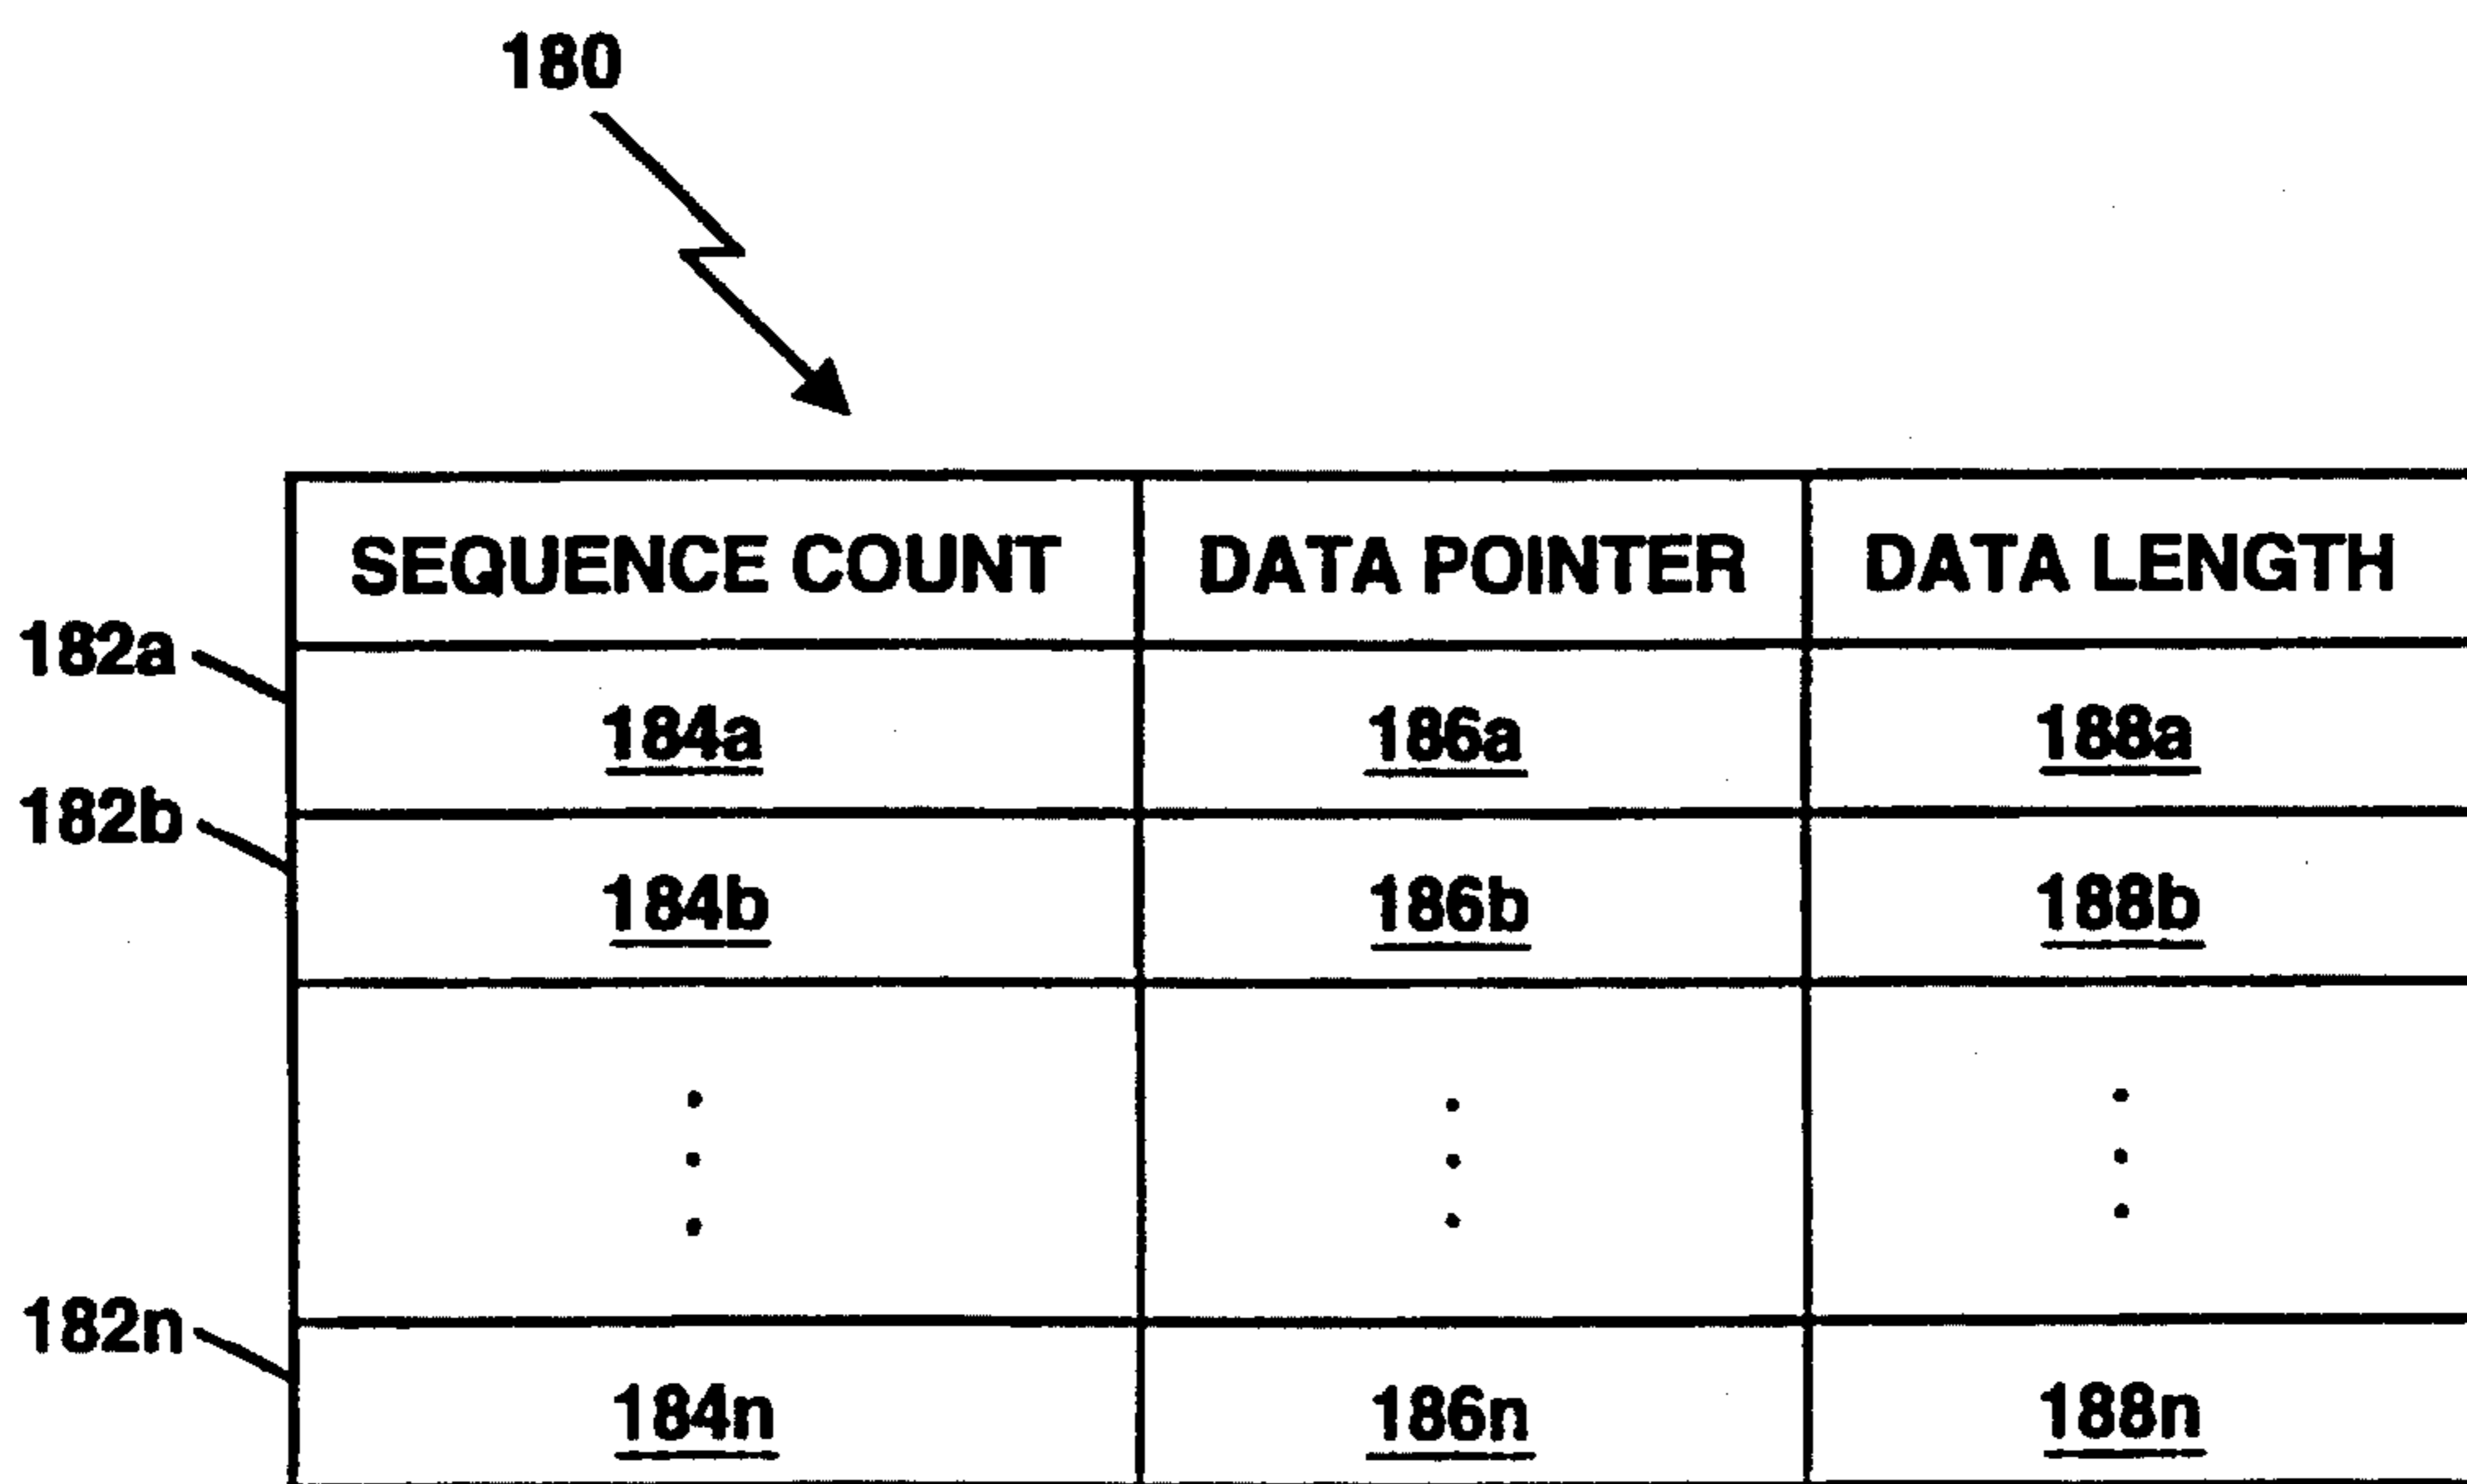 180
SEQUENCE COUNT DATA POINTER DATA LENGTH
182a
184a 186a 188a
182b
184b 186b 188b
182n
184n 186n 188n